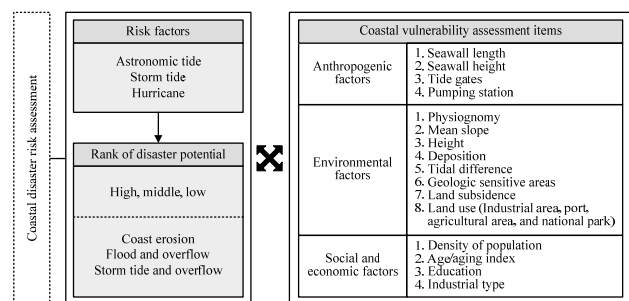 Coastal disaster risk assessment
Risk factors
Astronomic tide
Storm tide
Hurricane
Rank of disaster potential
High, middle, low
Coast erosion
Flood and overflow
Storm tide and overflow
Coastal vulnerability assessment items
Anthropogenic
factors
1. Seawall length
2. Seawall height
3. Tide gates
4. Pumping station
Environmental
factors
1. Physiognomy
2. Mean slope
3. Height
4. Deposition
5. Tidal difference
6. Geologic sensitive areas
7. Land subsidence
8. Land use (Industrial area, port,
agricultural area, and national park)
Social and
economic factors
1. Density of population
2. Age/aging index
3. Education
4. Industrial type